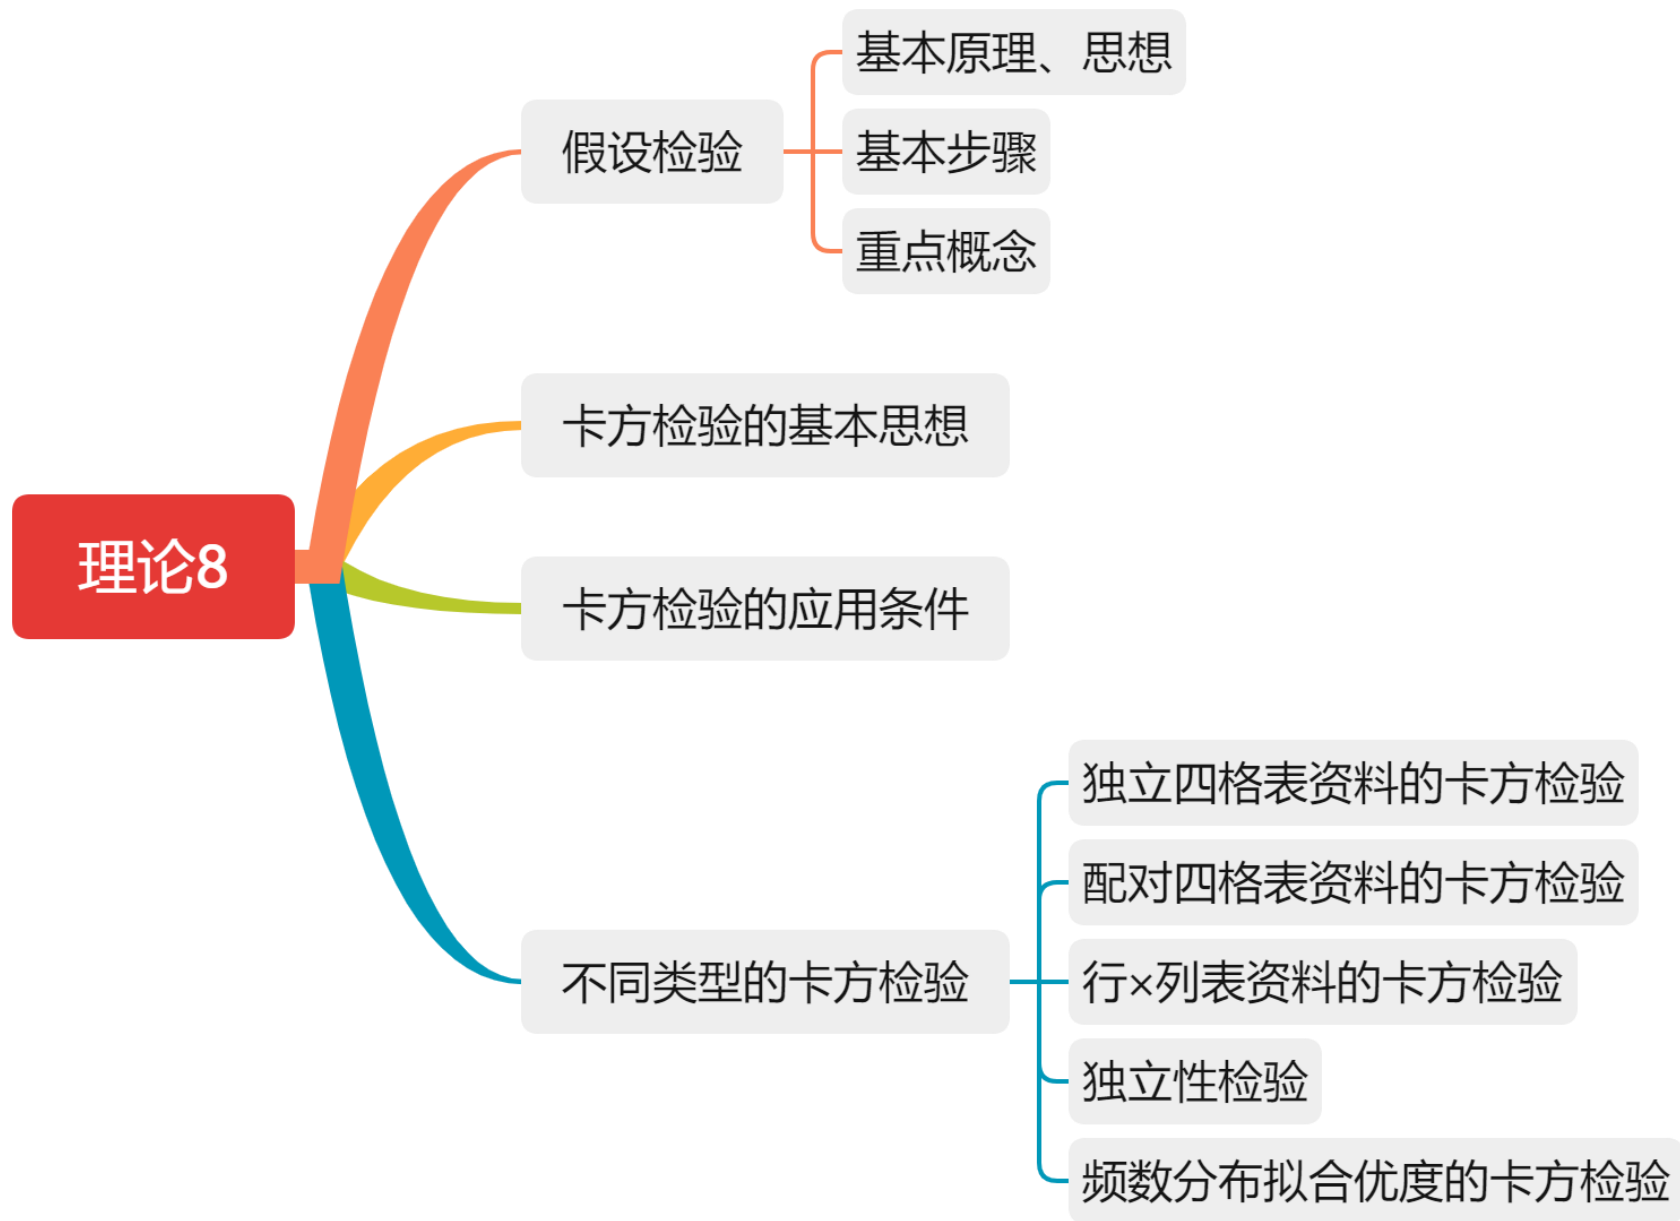 理论8
假设检验
基本原理、思想
基本步骤
重点概念
卡方检验的基本思想
卡方检验的应用条件
不同类型的卡方检验
独立四格表资料的卡方检验
配对四格表资料的卡方检验
行×列表资料的卡方检验
独立性检验
频数分布拟合优度的卡方检验